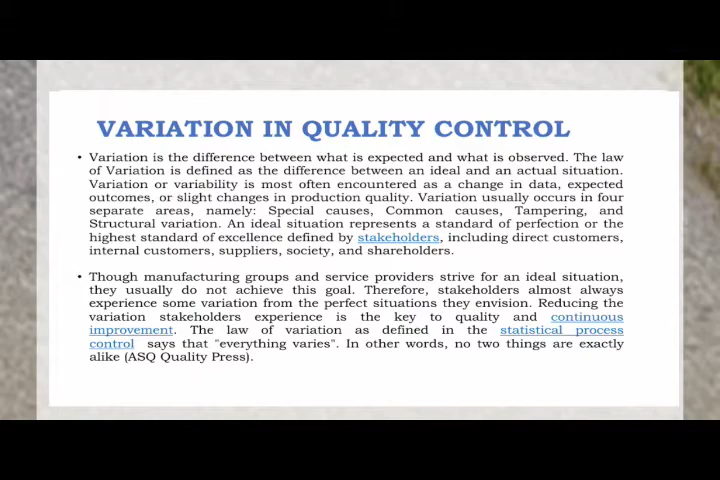 VARIATION IN QUALITY CONTROL
• Variation is the difference between what is expected and what is observed. The law
of Variation is defined as the difference between an ideal and an actual situation.
Variation or variability is most often encountered as a change in data, expected
outcomes, or slight changes in production quality. Variation usually occurs in four
separate areas, namely: Special causes, Common causes, Tampering, and
Structural variation. An ideal situation represents a standard of perfection or the
highest standard of excellence defined by stakeholders, including direct customers,
internal customers, suppliers, society, and shareholders.
• Though manufacturing groups and service providers strive for an ideal situation,
they usually do not achieve this goal. Therefore, stakeholders almost always
experience some variation from the perfect situations they envision. Reducing the
variation stakeholders experience is the key to quality and continuous
improvement. The law of variation as defined in the statistical process
control says that "everything varies". In other words, no two things are exactly
alike (ASQ Quality Press).